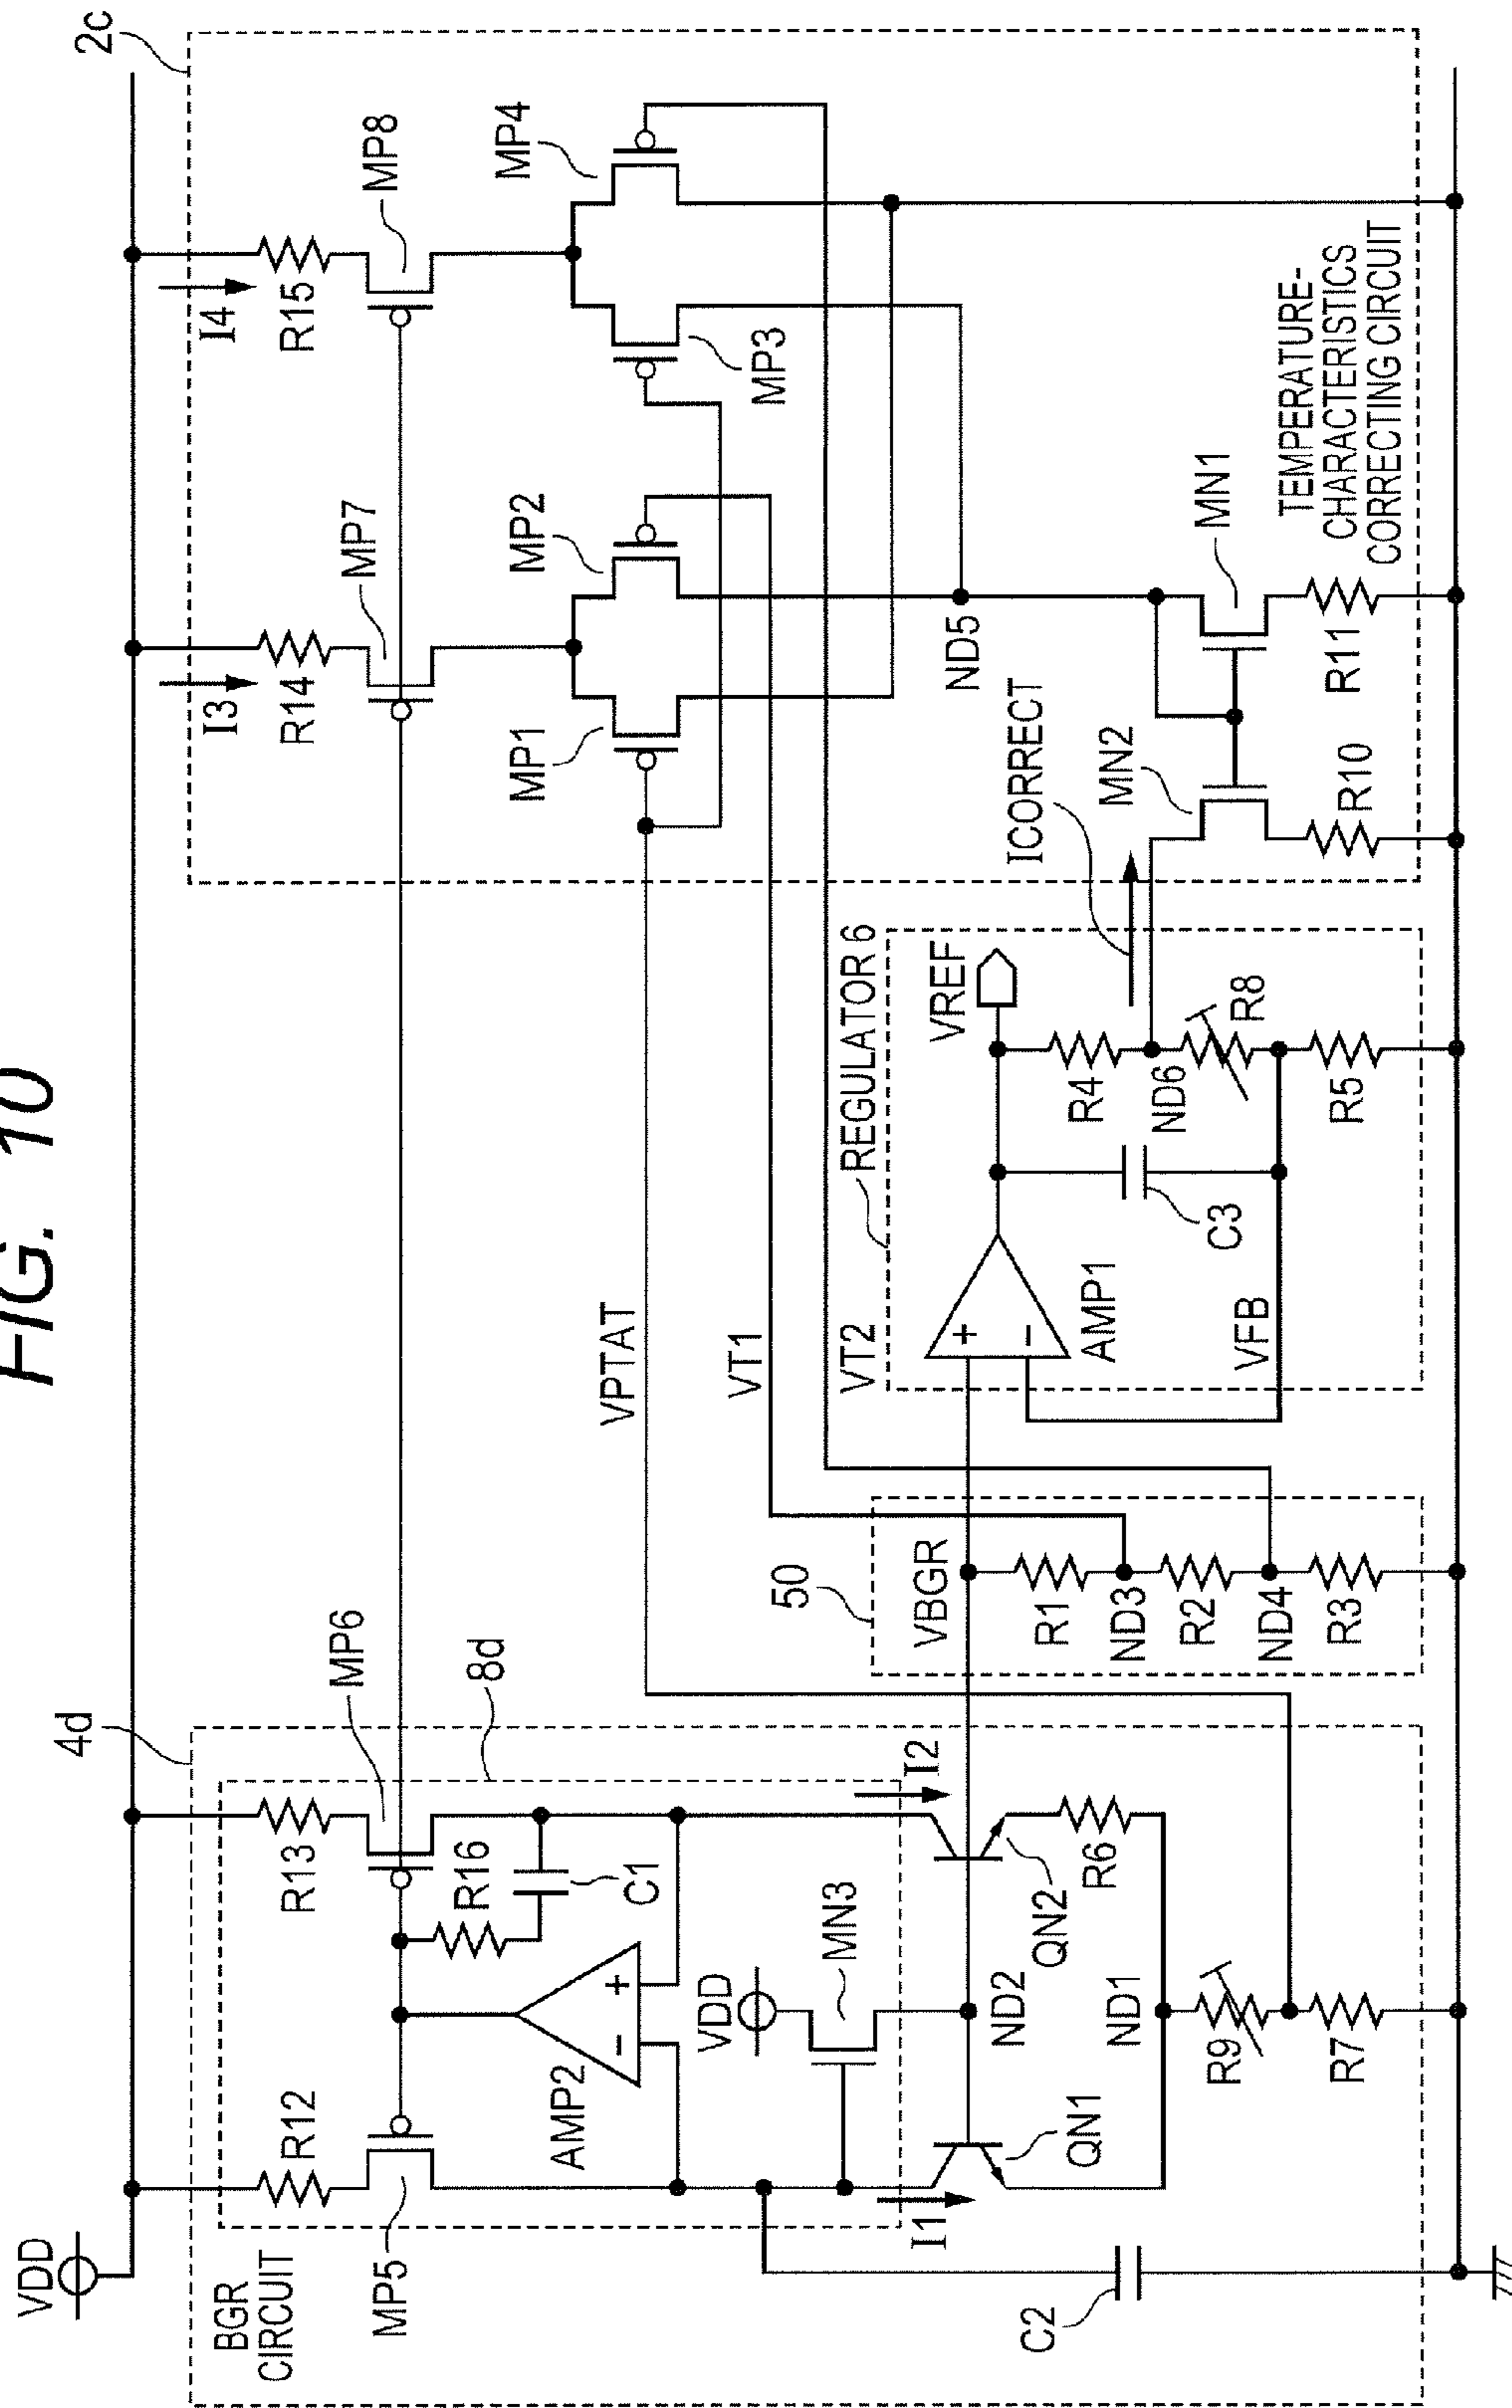 FIG. 10
VDD
4d
2c
BGR
CIRCUIT
R12
R13
R14
R15
I3
I4
MP5
MP6
8d
MP7
MP8
R16
C1
AMP2
-
+
VDD
MN3
I1
I2
QN1
QN2
ND2
R6
ND1
R9
R7
C2
VPTAT
VT1
VT2
50
VBGR
R1
ND3
R2
ND4
R3
REGULATOR 6
+
-
AMP1
VREF
C3
VFB
R4
ND6
R8
R5
ICORRECT
MP1
MP2
MP3
MP4
ND5
MN2
MN1
R10
R11
TEMPERATURE-
CHARACTERISTICS
CORRECTING CIRCUIT